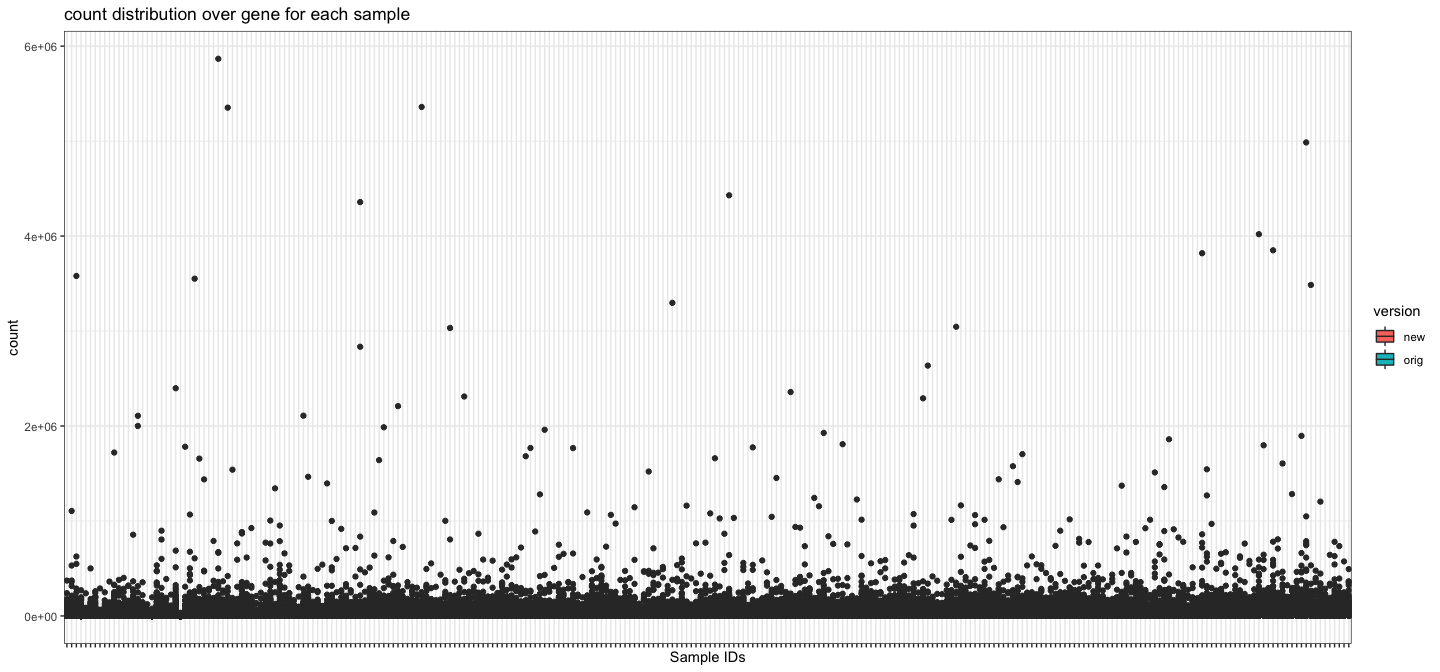 count distribution over gene for each sample
6e+06
4e+06
2e+06
0e+00
count
Sample IDs
version
new
orig